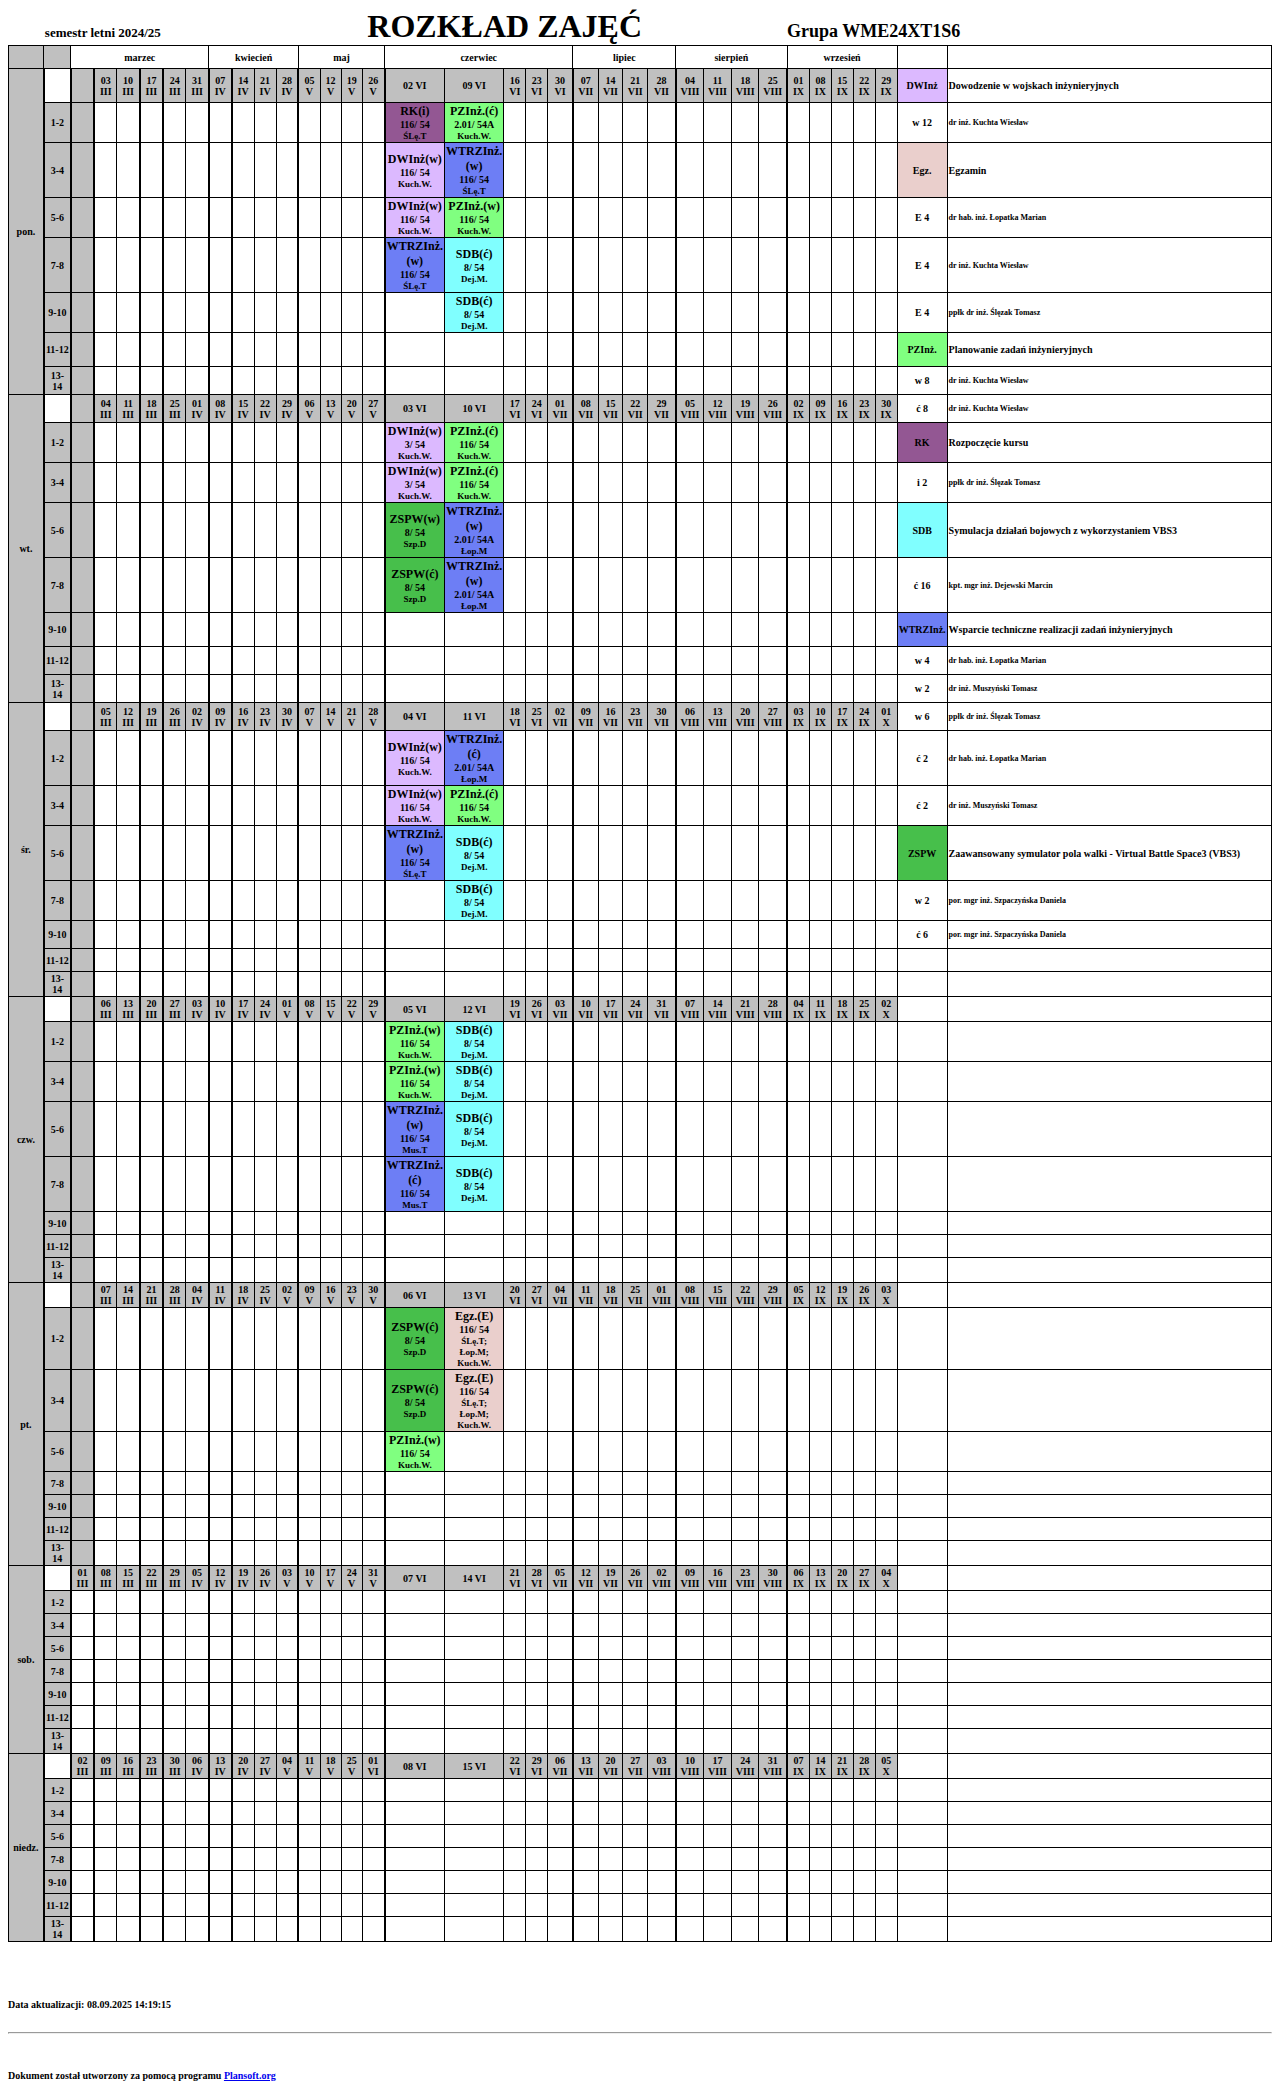 semestr letni 2024/25 ROZKŁAD ZAJĘĆ Grupa WME24XT1S6
marzec kwiecień maj czerwiec lipiec sierpień wrzesień
pon.
03 III 10 III 17 III 24 III 31 III 07 IV 14 IV 21 IV 28 IV 05 V 12 V 19 V 26 V 02 VI 09 VI 16 VI 23 VI 30 VI 07 VII 14 VII 21 VII 28 VII 04 VIII 11 VIII 18 VIII 25 VIII 01 IX 08 IX 15 IX 22 IX 29 IX DWInż Dowodzenie w wojskach inżynieryjnych
1-2 RK(i) 116/ 54 ŚLę.T PZInż.(ć) 2.01/ 54A Kuch.W. w 12 dr inż. Kuchta Wiesław
3-4 DWInż(w) 116/ 54 Kuch.W. WTRZInż.(w) 116/ 54 ŚLę.T Egz. Egzamin
5-6 DWInż(w) 116/ 54 Kuch.W. PZInż.(w) 116/ 54 Kuch.W. E 4 dr hab. inż. Łopatka Marian
7-8 WTRZInż.(w) 116/ 54 ŚLę.T SDB(ć) 8/ 54 Dej.M. E 4 dr inż. Kuchta Wiesław
9-10 SDB(ć) 8/ 54 Dej.M. E 4 ppłk dr inż. Ślęzak Tomasz
11-12 PZInż. Planowanie zadań inżynieryjnych
13-14 w 8 dr inż. Kuchta Wiesław
wt.
04 III 11 III 18 III 25 III 01 IV 08 IV 15 IV 22 IV 29 IV 06 V 13 V 20 V 27 V 03 VI 10 VI 17 VI 24 VI 01 VII 08 VII 15 VII 22 VII 29 VII 05 VIII 12 VIII 19 VIII 26 VIII 02 IX 09 IX 16 IX 23 IX 30 IX ć 8 dr inż. Kuchta Wiesław
1-2 DWInż(w) 3/ 54 Kuch.W. PZInż.(ć) 116/ 54 Kuch.W. RK Rozpoczęcie kursu
3-4 DWInż(w) 3/ 54 Kuch.W. PZInż.(ć) 116/ 54 Kuch.W. i 2 ppłk dr inż. Ślęzak Tomasz
5-6 ZSPW(w) 8/ 54 Szp.D WTRZInż.(w) 2.01/ 54A Łop.M SDB Symulacja działań bojowych z wykorzystaniem VBS3
7-8 ZSPW(ć) 8/ 54 Szp.D WTRZInż.(w) 2.01/ 54A Łop.M ć 16 kpt. mgr inż. Dejewski Marcin
9-10 WTRZInż. Wsparcie techniczne realizacji zadań inżynieryjnych
11-12 w 4 dr hab. inż. Łopatka Marian
13-14 w 2 dr inż. Muszyński Tomasz
śr.
05 III 12 III 19 III 26 III 02 IV 09 IV 16 IV 23 IV 30 IV 07 V 14 V 21 V 28 V 04 VI 11 VI 18 VI 25 VI 02 VII 09 VII 16 VII 23 VII 30 VII 06 VIII 13 VIII 20 VIII 27 VIII 03 IX 10 IX 17 IX 24 IX 01 X w 6 ppłk dr inż. Ślęzak Tomasz
1-2 DWInż(w) 116/ 54 Kuch.W. WTRZInż.(ć) 2.01/ 54A Łop.M ć 2 dr hab. inż. Łopatka Marian
3-4 DWInż(w) 116/ 54 Kuch.W. PZInż.(ć) 116/ 54 Kuch.W. ć 2 dr inż. Muszyński Tomasz
5-6 WTRZInż.(w) 116/ 54 ŚLę.T SDB(ć) 8/ 54 Dej.M. ZSPW Zaawansowany symulator pola walki - Virtual Battle Space3 (VBS3)
7-8 SDB(ć) 8/ 54 Dej.M. w 2 por. mgr inż. Szpaczyńska Daniela
9-10 ć 6 por. mgr inż. Szpaczyńska Daniela
11-12
13-14
czw.
06 III 13 III 20 III 27 III 03 IV 10 IV 17 IV 24 IV 01 V 08 V 15 V 22 V 29 V 05 VI 12 VI 19 VI 26 VI 03 VII 10 VII 17 VII 24 VII 31 VII 07 VIII 14 VIII 21 VIII 28 VIII 04 IX 11 IX 18 IX 25 IX 02 X
1-2 PZInż.(w) 116/ 54 Kuch.W. SDB(ć) 8/ 54 Dej.M.
3-4 PZInż.(w) 116/ 54 Kuch.W. SDB(ć) 8/ 54 Dej.M.
5-6 WTRZInż.(w) 116/ 54 Mus.T SDB(ć) 8/ 54 Dej.M.
7-8 WTRZInż.(ć) 116/ 54 Mus.T SDB(ć) 8/ 54 Dej.M.
9-10
11-12
13-14
pt.
07 III 14 III 21 III 28 III 04 IV 11 IV 18 IV 25 IV 02 V 09 V 16 V 23 V 30 V 06 VI 13 VI 20 VI 27 VI 04 VII 11 VII 18 VII 25 VII 01 VIII 08 VIII 15 VIII 22 VIII 29 VIII 05 IX 12 IX 19 IX 26 IX 03 X
1-2 ZSPW(ć) 8/ 54 Szp.D Egz.(E) 116/ 54 ŚLę.T; Łop.M; Kuch.W.
3-4 ZSPW(ć) 8/ 54 Szp.D Egz.(E) 116/ 54 ŚLę.T; Łop.M; Kuch.W.
5-6 PZInż.(w) 116/ 54 Kuch.W.
7-8
9-10
11-12
13-14
sob.
01 III 08 III 15 III 22 III 29 III 05 IV 12 IV 19 IV 26 IV 03 V 10 V 17 V 24 V 31 V 07 VI 14 VI 21 VI 28 VI 05 VII 12 VII 19 VII 26 VII 02 VIII 09 VIII 16 VIII 23 VIII 30 VIII 06 IX 13 IX 20 IX 27 IX 04 X
1-2
3-4
5-6
7-8
9-10
11-12
13-14
niedz.
02 III 09 III 16 III 23 III 30 III 06 IV 13 IV 20 IV 27 IV 04 V 11 V 18 V 25 V 01 VI 08 VI 15 VI 22 VI 29 VI 06 VII 13 VII 20 VII 27 VII 03 VIII 10 VIII 17 VIII 24 VIII 31 VIII 07 IX 14 IX 21 IX 28 IX 05 X
1-2
3-4
5-6
7-8
9-10
11-12
13-14
Data aktualizacji: 08.09.2025 14:19:15
Dokument został utworzony za pomocą programu Plansoft.org